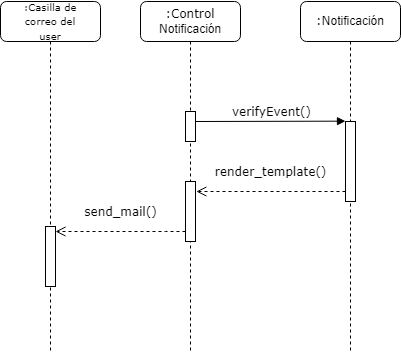 :Casilla de
correo del
user
:Control
Notificación
:Notificación
verifyEvent()
render_template()
send_mail()